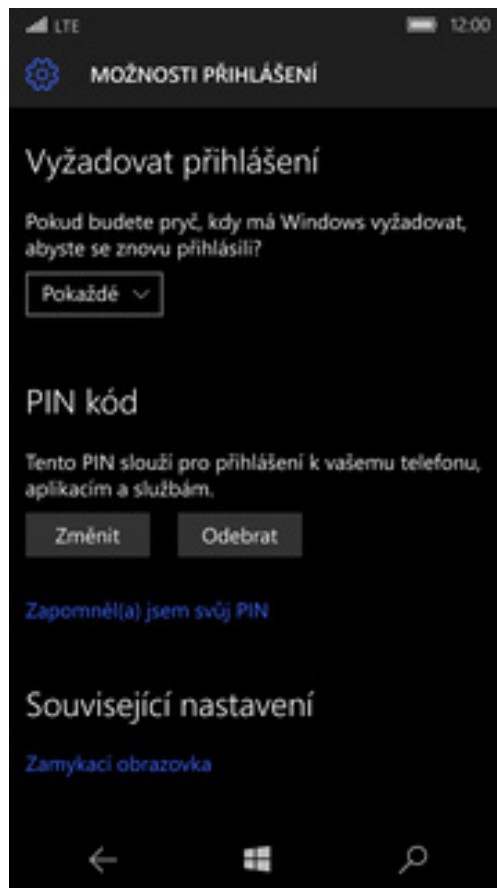 LTE 12:00
MOŽNOSTI PŘIHLÁŠENÍ
Vyžadovat přihlášení
Pokud budete pryč, kdy má Windows vyžadovat,
abyste se znovu přihlásili?
Pokaždé
PIN kód
Tento PIN slouží pro přihlášení k vašemu telefonu,
aplikacím a službám.
Změnit Odebrat
Zapomněl(a) jsem svůj PIN
Související nastavení
Zamykací obrazovka